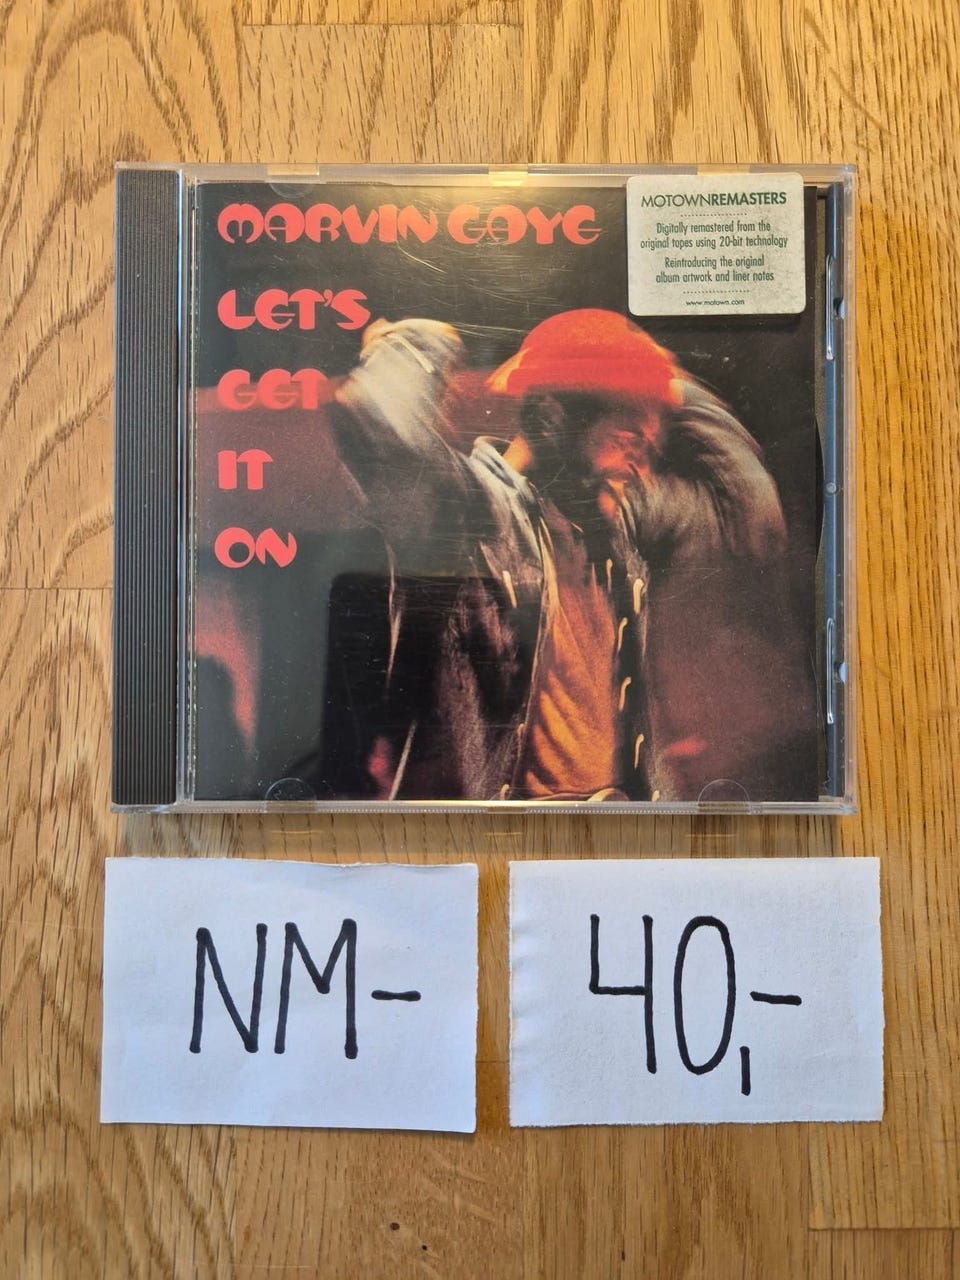 MARVIN GAYE
LET'S
GET
IT
ON
MOTOWNREMASTERS
Digitally remastered from the
original tapes using 20-bit technology
Reintroducing the original
album artwork and liner notes
www.motown.com
NM-
40,-